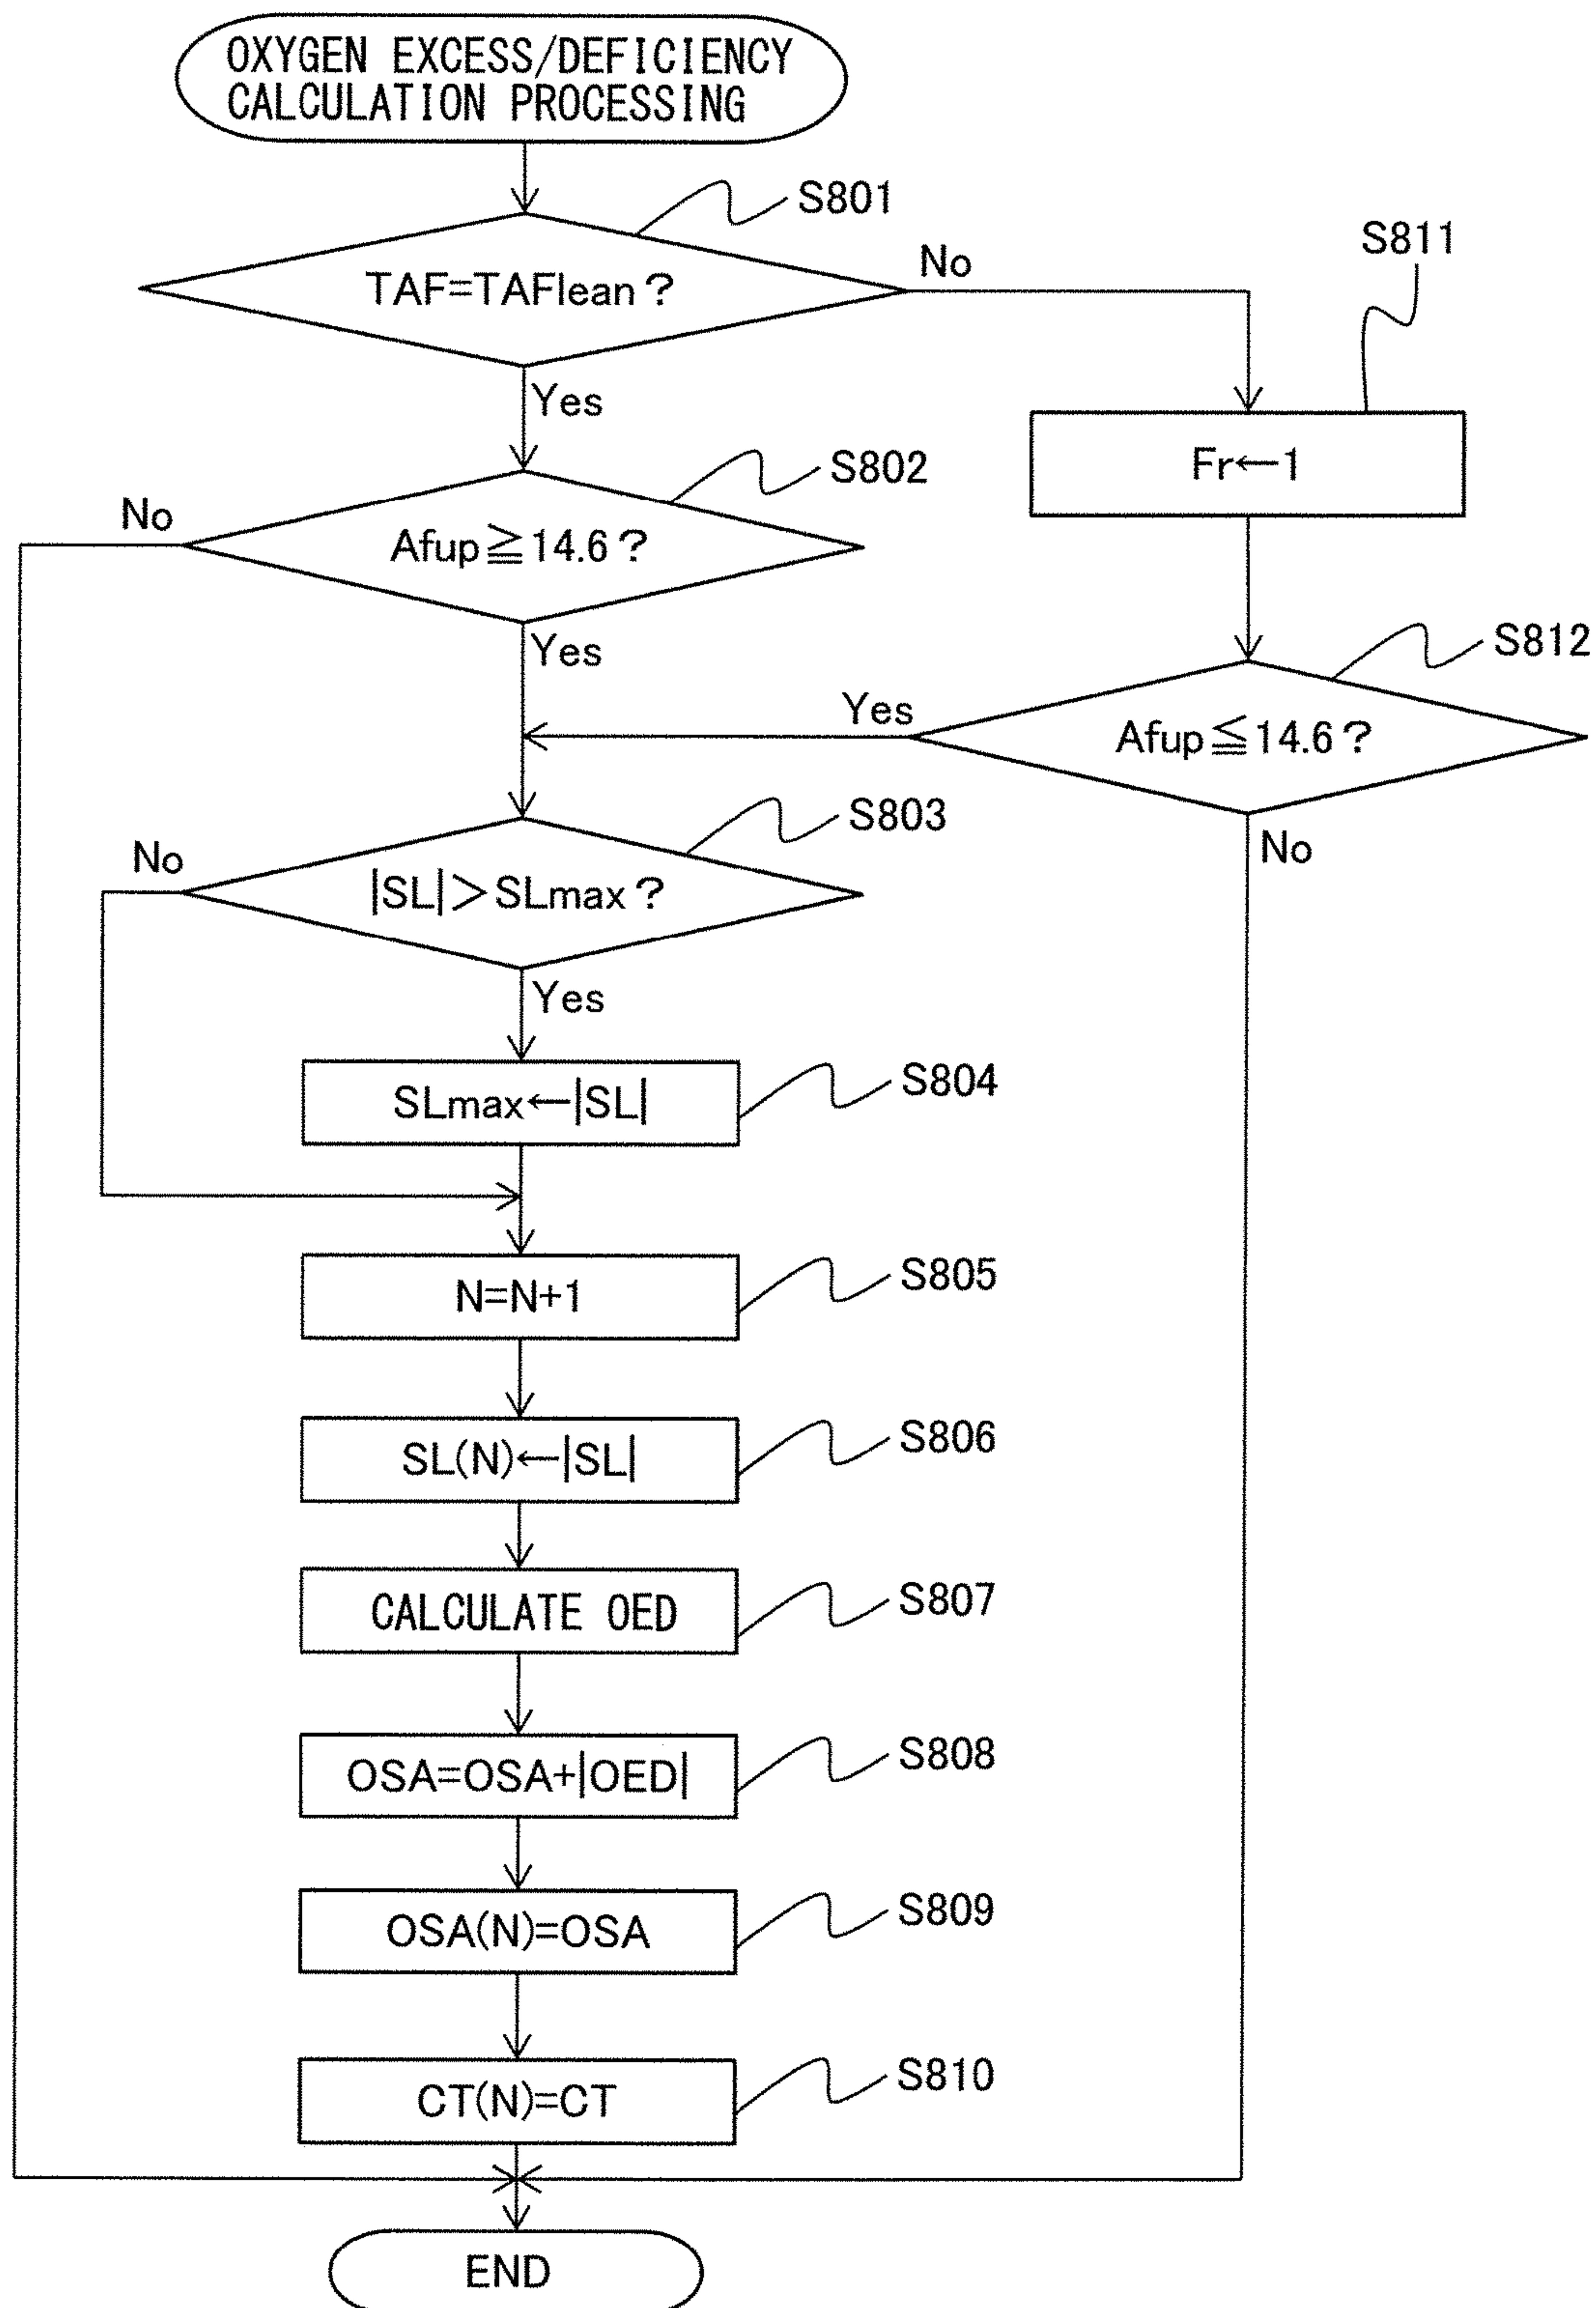 OXYGEN EXCESS/DEFICIENCY
CALCULATION PROCESSING
S801
TAF=TAFlean?
No
S811
Yes
Fr←1
S802
No
Afup≧14.6?
Yes
S812
Yes
Afup≦14.6?
No
S803
No
|SL|>SLmax?
Yes
S804
SLmax←|SL|
S805
N=N+1
S806
SL(N)←|SL|
S807
CALCULATE OED
S808
OSA=OSA+|OED|
S809
OSA(N)=OSA
S810
CT(N)=CT
END